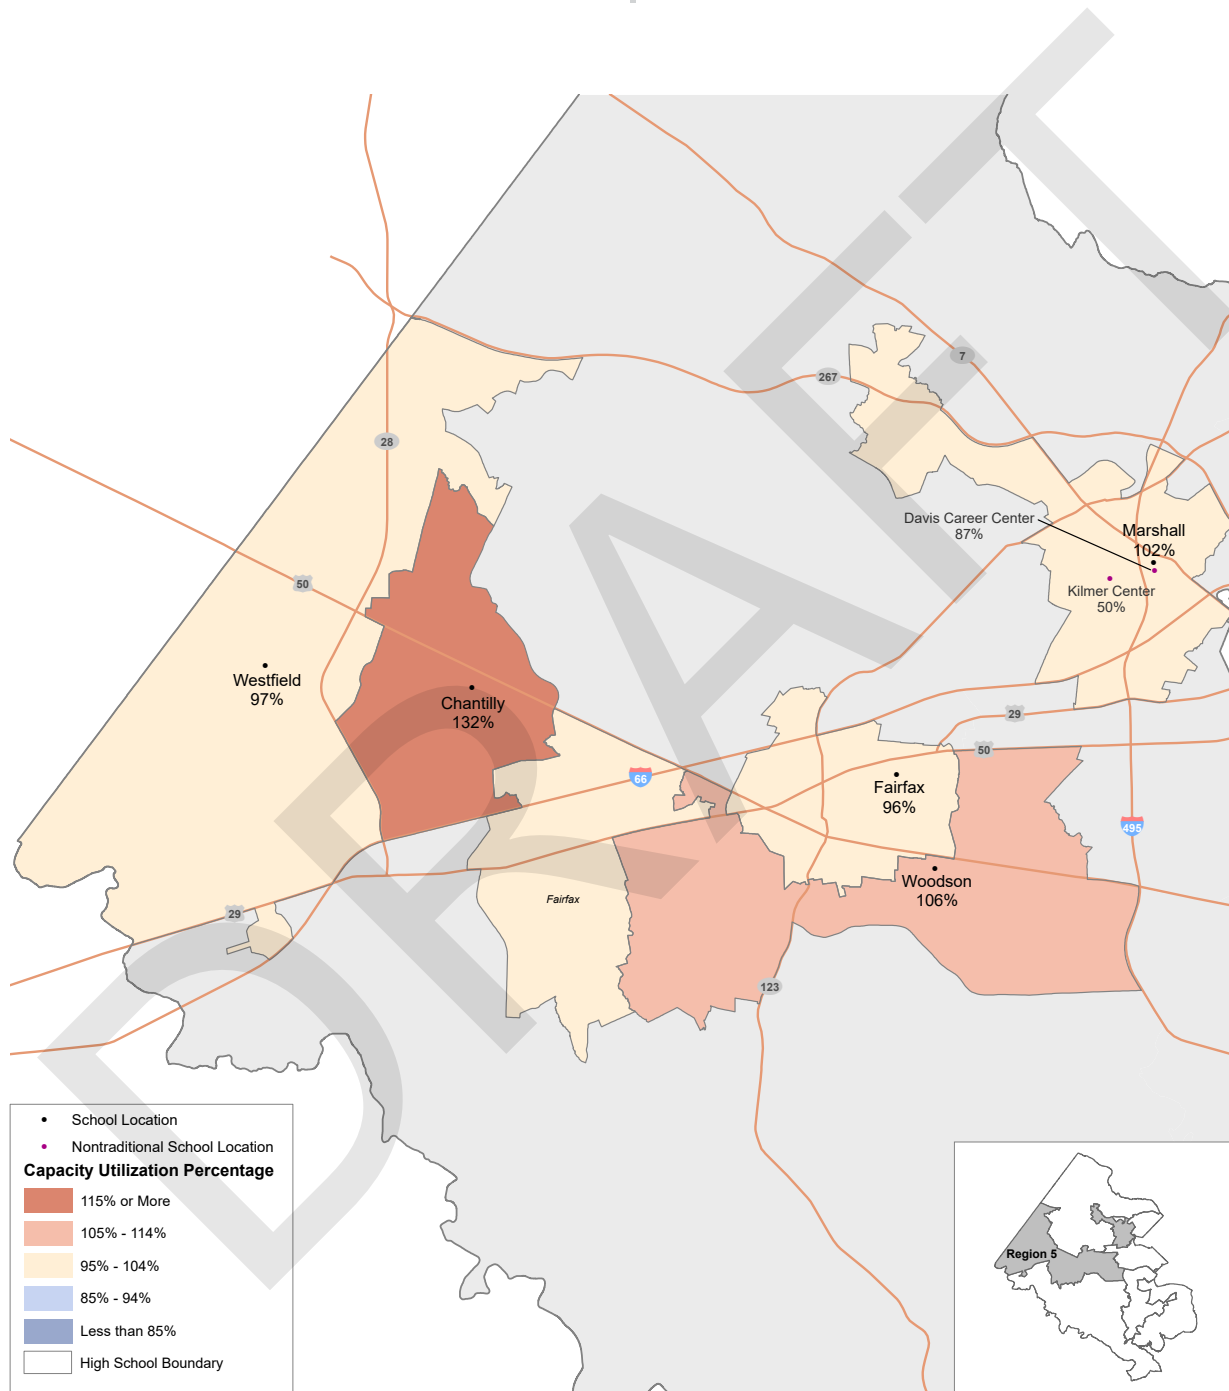 DRAFT
7
267
28
Davis Career Center
87%
Marshall
102%
50
Kilmer Center
50%
Westfield
97%
Chantilly
132%
29
50
66
Fairfax
96%
495
Woodson
106%
Fairfax
29
123
School Location
Nontraditional School Location
Capacity Utilization Percentage
115% or More
105% - 114%
95% - 104%
85% - 94%
Less than 85%
High School Boundary
Region 5